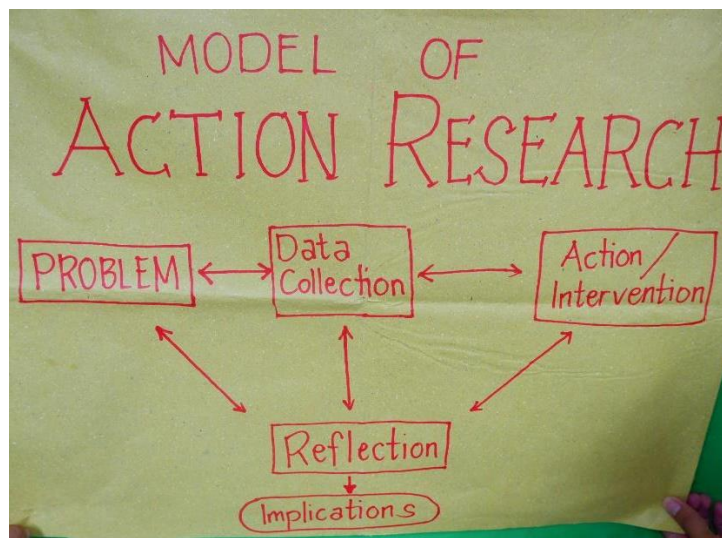 MODEL OF
ACTION RESEARCH
PROBLEM
Data
Collection
Action/
Intervention
Reflection
Implications